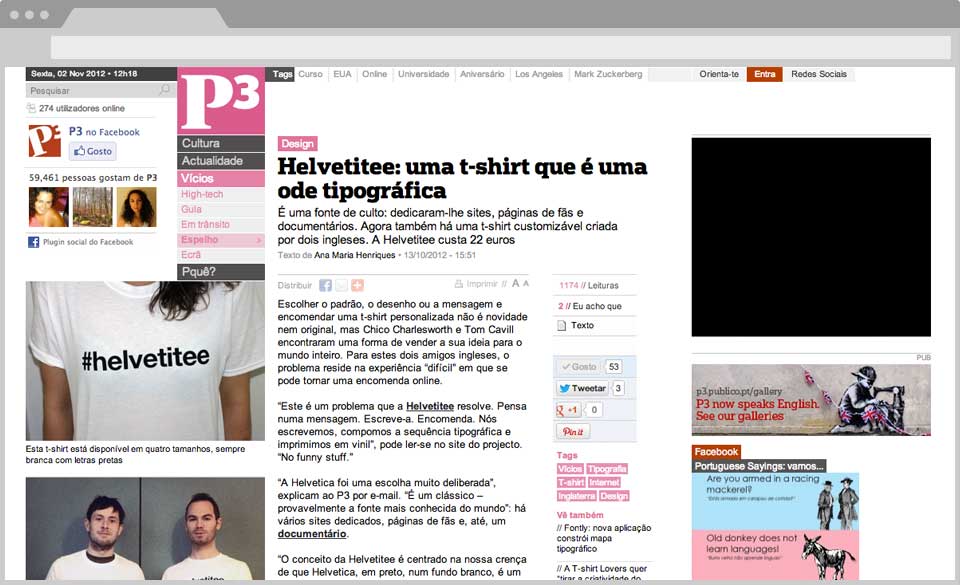 Sexta, 02 Nov 2012 • 12h18
Pesquisar
274 utilizadores online
P3 no Facebook
Gosto
59,461 pessoas gostam de P3
Plugin social do Facebook
P3
Cultura
Actualidade
Vícios
High-tech
Guia
Em trânsito
Espelho >
Ecrã
Pquê?
Tags Curso EUA Online Universidade Aniversário Los Angeles Mark Zuckerberg
Orienta-te Entra Redes Sociais
#helvetitee
Esta t-shirt está disponível em quatro tamanhos, sempre
branca com letras pretas
Design
Helvetitee: uma t-shirt que é uma
ode tipográfica
É uma fonte de culto: dedicaram-lhe sites, páginas de fãs e
documentários. Agora também há uma t-shirt customizável criada
por dois ingleses. A Helvetitee custa 22 euros
Texto de Ana Maria Henriques • 13/10/2012 - 15:51
Distribuir
Imprimir // A A
Escolher o padrão, o desenho ou a mensagem e
encomendar uma t-shirt personalizada não é novidade
nem original, mas Chico Charlesworth e Tom Cavill
encontraram uma forma de vender a sua ideia para o
mundo inteiro. Para estes dois amigos ingleses, o
problema reside na experiência “difícil” em que se
pode tornar uma encomenda online.
“Este é um problema que a Helvetitee resolve. Pensa
numa mensagem. Escreve-a. Encomenda. Nós
escrevemos, compomos a sequência tipográfica e
imprimimos em vinil”, pode ler-se no site do projecto.
“No funny stuff.”
“A Helvetica foi uma escolha muito deliberada”,
explicam ao P3 por e-mail. “É um clássico –
provavelmente a fonte mais conhecida do mundo”: há
vários sites dedicados, páginas de fãs e, até, um
documentário.
“O conceito da Helvetitee é centrado na nossa crença
de que Helvetica, em preto, num fundo branco, é um
1174 // Leituras
2 // Eu acho que
Texto
Gosto 53
Tweetar 3
g +1 0
Pin it
Tags
Vícios Tipografia
T-shirt Internet
Inglaterra Design
Vê também
// Fontly: nova aplicação
constrói mapa
tipográfico
// A T-shirt Lovers quer
"tirar a criatividade do
PUB
p3.publico.pt/gallery
P3 now speaks English.
See our galleries
Facebook
Portuguese Sayings: vamos...
Are you armed in a racing
mackerel?
Old donkey does not
learn languages!